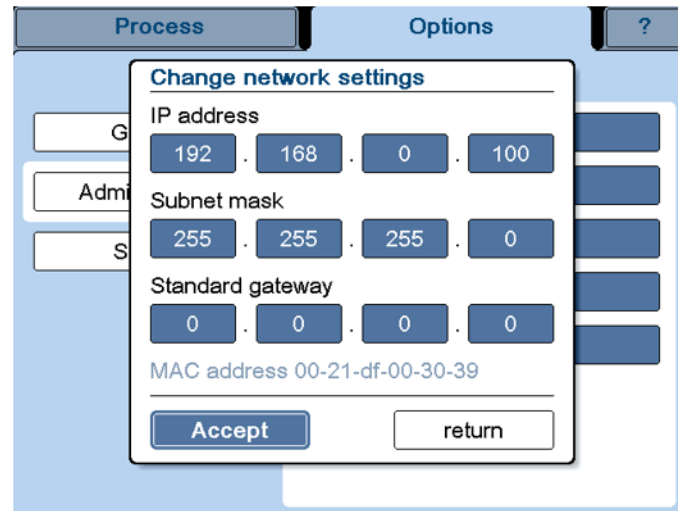 Process Options ?
Change network settings
IP address
192 . 168 . 0 . 100
Subnet mask
255 . 255 . 255 . 0
Standard gateway
0 . 0 . 0 . 0
MAC address 00-21-df-00-30-39
Accept return
G
Admi
S